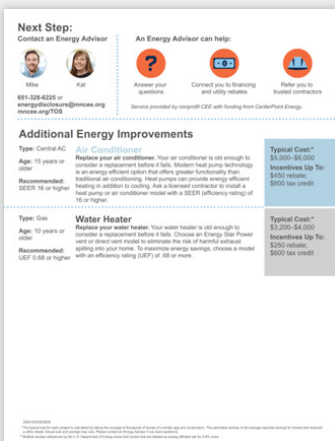 Next Step:
Contact an Energy Advisor
An Energy Advisor can help:
?
Mike
Kat
Answer your
questions
Connect you to financing
and utility rebates
Refer you to
trusted contractors
651-328-6225 or
energydisclosure@mncee.org
mncee.org/TOS
Service provided by nonprofit CEE with funding from CenterPoint Energy.
Additional Energy Improvements
Type: Central AC
Age: 15 years or
older
Recommended:
SEER 16 or higher
Air Conditioner
Replace your air conditioner. Your air conditioner is old enough to
consider a replacement before it fails. Modern heat pump technology
is an energy efficient option that offers greater functionality than
traditional air conditioning. Heat pumps can provide energy efficient
heating in addition to cooling. Ask a licensed contractor to install a
heat pump or air conditioner model with a SEER (efficiency rating) of
16 or higher.
Typical Cost:*
$5,000–$6,000
Incentives Up To:
$450 rebate;
$600 tax credit
Type: Gas
Age: 10 years or
older
Recommended:
UEF 0.68 or higher
Water Heater
Replace your water heater. Your water heater is old enough to
consider a replacement before it fails. Choose an Energy Star Power
vent or direct vent model to eliminate the risk of harmful exhaust
spilling into your home. To maximize energy savings, choose a model
with an efficiency rating (UEF) of .68 or more.
Typical Cost:*
$3,200–$4,000
Incentives Up To:
$250 rebate;
$600 tax credit